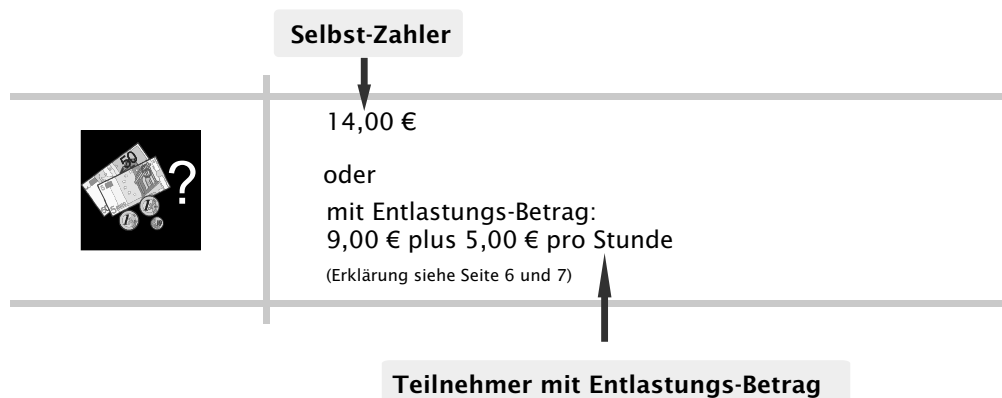 Selbst-Zahler
14,00 €
oder
mit Entlastungs-Betrag:
9,00 € plus 5,00 € pro Stunde
(Erklärung siehe Seite 6 und 7)
Teilnehmer mit Entlastungs-Betrag
50
?